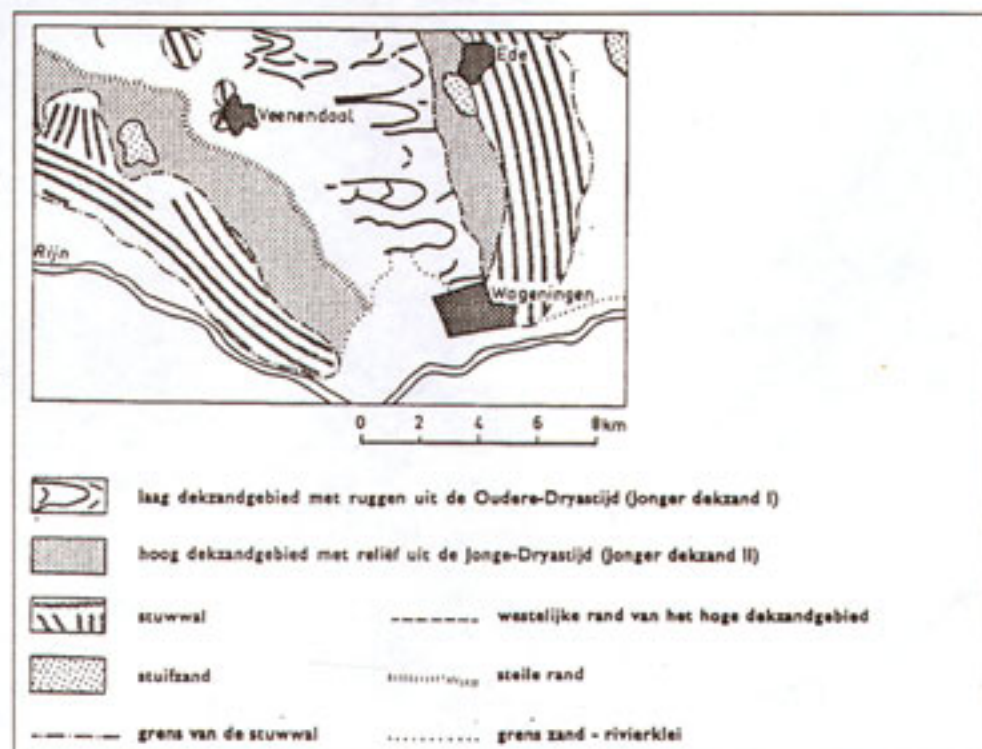 Ede
Veenendaal
Rijn
Wageningen
0 2 4 6 8km
laag dekzandgebied met ruggen uit de Oudere-Dryastijd (Jonger dekzand I)
hoog dekzandgebied met reliëf uit de Jonge-Dryastijd (Jonger dekzand II)
stuwwal
westelijke rand van het hoge dekzandgebied
stuifzand
steile rand
grens van de stuwwal
grens zand - rivierklei